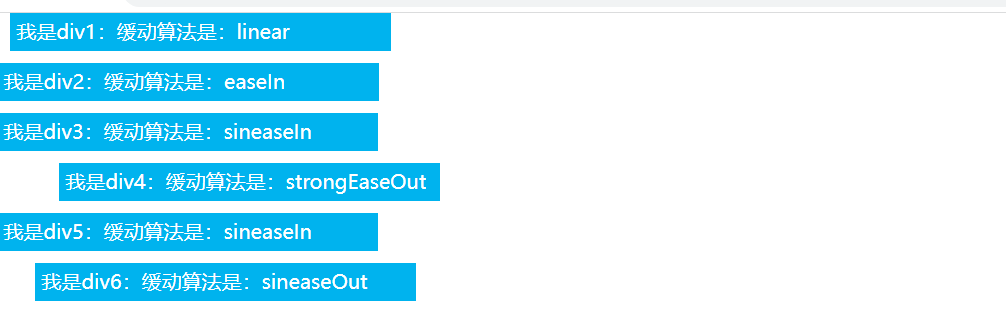 我是div1：缓动算法是：linear
我是div2：缓动算法是：easeIn
我是div3：缓动算法是：sineaseIn
我是div4：缓动算法是：strongEaseOut
我是div5：缓动算法是：sineaseIn
我是div6：缓动算法是：sineaseOut